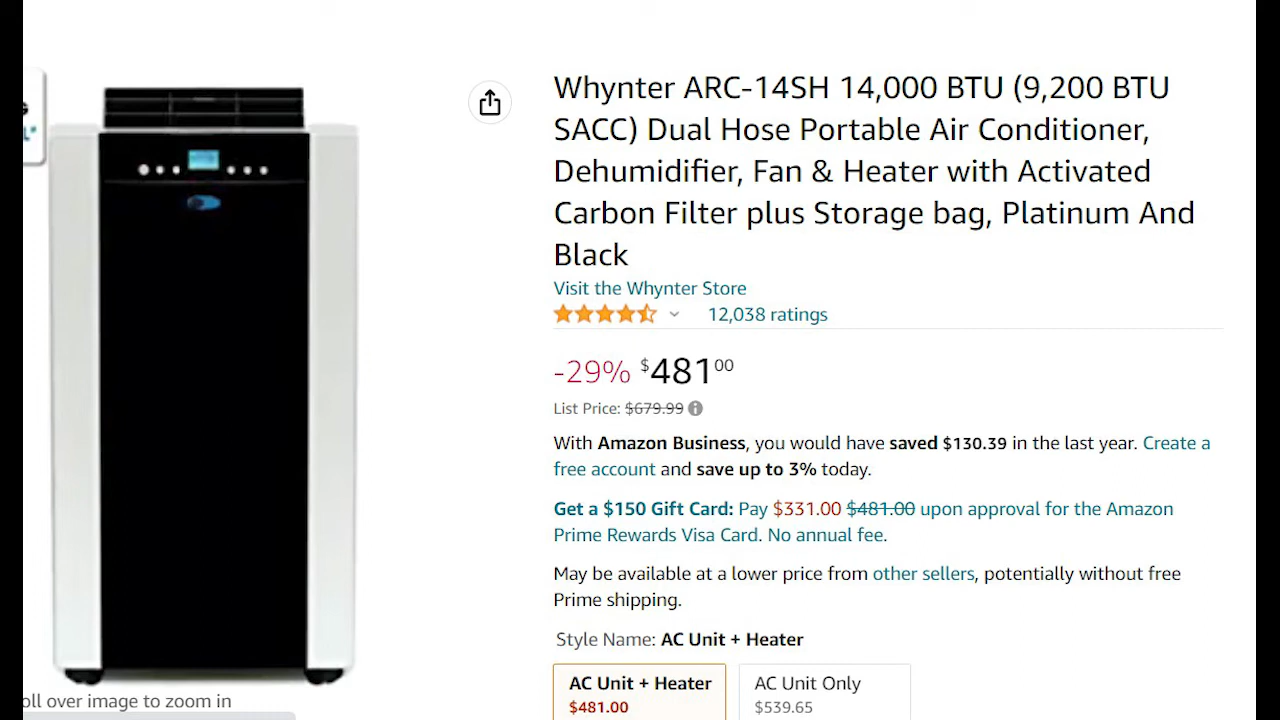 Whynter ARC-14SH 14,000 BTU (9,200 BTU
SACC) Dual Hose Portable Air Conditioner,
Dehumidifier, Fan & Heater with Activated
Carbon Filter plus Storage bag, Platinum And
Black
Visit the Whynter Store
12,038 ratings
-29% $48100
List Price: $679.99
With Amazon Business, you would have saved $130.39 in the last year. Create a
free account and save up to 3% today.
Get a $150 Gift Card: Pay $331.00 $481.00 upon approval for the Amazon
Prime Rewards Visa Card. No annual fee.
May be available at a lower price from other sellers, potentially without free
Prime shipping.
Style Name: AC Unit + Heater
AC Unit + Heater AC Unit Only
$481.00 $539.65
oll over image to zoom in